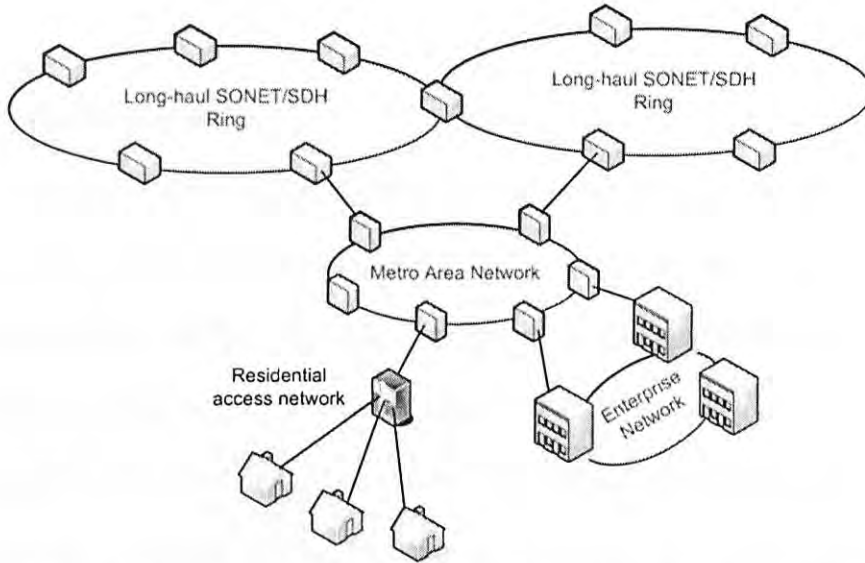 Long-haul SONET/SDH
Ring
Long-haul SONET/SDH
Ring
Metro Area Network
Residential
access network
Enterprise
Network